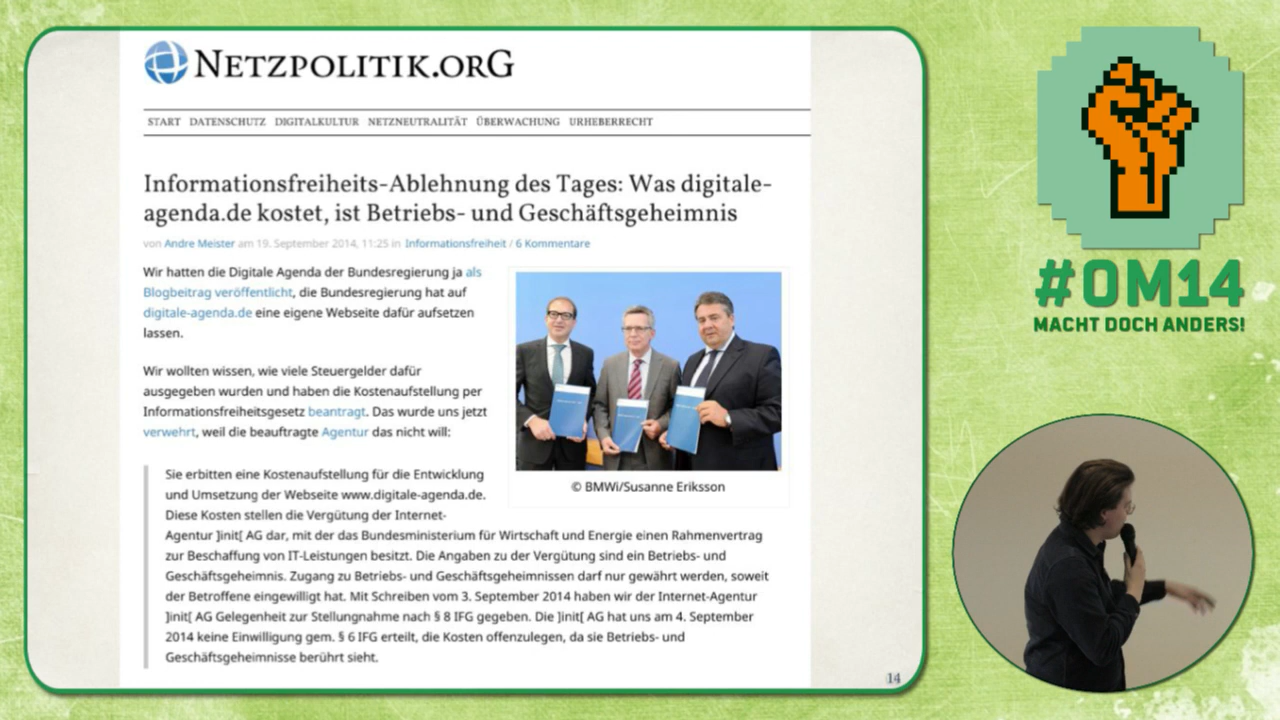 NETZPOLITIK.ORG
START DATENSCHUTZ DIGITALKULTUR NETZNEUTRALITÄT ÜBERWACHUNG URHEBERRECHT
Informationsfreiheits-Ablehnung des Tages: Was digitale-
agenda.de kostet, ist Betriebs- und Geschäftsgeheimnis
von Andre Meister am 19. September 2014, 11:25 in Informationsfreiheit / 6 Kommentare
Wir hatten die Digitale Agenda der Bundesregierung ja als
Blogbeitrag veröffentlicht, die Bundesregierung hat auf
digitale-agenda.de eine eigene Webseite dafür aufsetzen
lassen.
Wir wollten wissen, wie viele Steuergelder dafür
ausgegeben wurden und haben die Kostenaufstellung per
Informationsfreiheitsgesetz beantragt. Das wurde uns jetzt
verwehrt, weil die beauftragte Agentur das nicht will:
© BMWi/Susanne Eriksson
Sie erbitten eine Kostenaufstellung für die Entwicklung
und Umsetzung der Webseite www.digitale-agenda.de.
Diese Kosten stellen die Vergütung der Internet-
Agentur ]init[ AG dar, mit der das Bundesministerium für Wirtschaft und Energie einen Rahmenvertrag
zur Beschaffung von IT-Leistungen besitzt. Die Angaben zu der Vergütung sind ein Betriebs- und
Geschäftsgeheimnis. Zugang zu Betriebs- und Geschäftsgeheimnissen darf nur gewährt werden, soweit
der Betroffene eingewilligt hat. Mit Schreiben vom 3. September 2014 haben wir der Internet-Agentur
]init[ AG Gelegenheit zur Stellungnahme nach § 8 IFG gegeben. Die ]init[ AG hat uns am 4. September
2014 keine Einwilligung gem. § 6 IFG erteilt, die Kosten offenzulegen, da sie Betriebs- und
Geschäftsgeheimnisse berührt sieht.
14
#OM14
MACHT DOCH ANDERS!